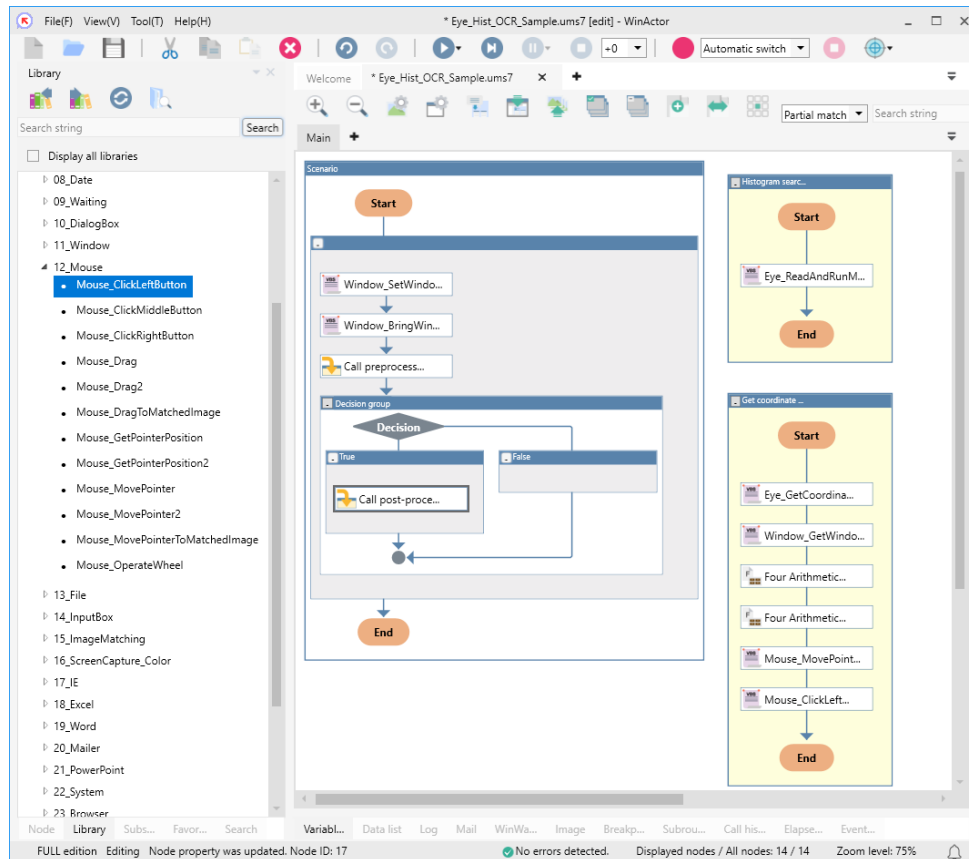 File(F) View(V) Tool(T) Help(H)
* Eye_Hist_OCR_Sample.ums7 [edit] - WinActor
+0
Automatic switch
Library
Search string
Search
Display all libraries
08_Date
09_Waiting
10_DialogBox
11_Window
12_Mouse
Mouse_ClickLeftButton
Mouse_ClickMiddleButton
Mouse_ClickRightButton
Mouse_Drag
Mouse_Drag2
Mouse_DragToMatchedImage
Mouse_GetPointerPosition
Mouse_GetPointerPosition2
Mouse_MovePointer
Mouse_MovePointer2
Mouse_MovePointerToMatchedImage
Mouse_OperateWheel
13_File
14_InputBox
15_ImageMatching
16_ScreenCapture_Color
17_IE
18_Excel
19_Word
20_Mailer
21_PowerPoint
22_System
23_Browser
Node Library Subs... Favor... Search
Welcome * Eye_Hist_OCR_Sample.ums7
Partial match Search string
Main
Scenario
Start
Window_SetWindo...
Window_BringWin...
Call preprocess...
Decision group
Decision
True
False
Call post-proce...
End
Histogram searc...
Start
Eye_ReadAndRunM...
End
Get coordinate ...
Start
Eye_GetCoordina...
Window_GetWindo...
Four Arithmetic...
Four Arithmetic...
Mouse_MovePoint...
Mouse_ClickLeft...
End
Variabl... Data list Log Mail WinWa... Image Breakp... Subrou... Call his... Elapse... Event...
FULL edition Editing Node property was updated. Node ID: 17 No errors detected. Displayed nodes / All nodes: 14 / 14 Zoom level: 75%